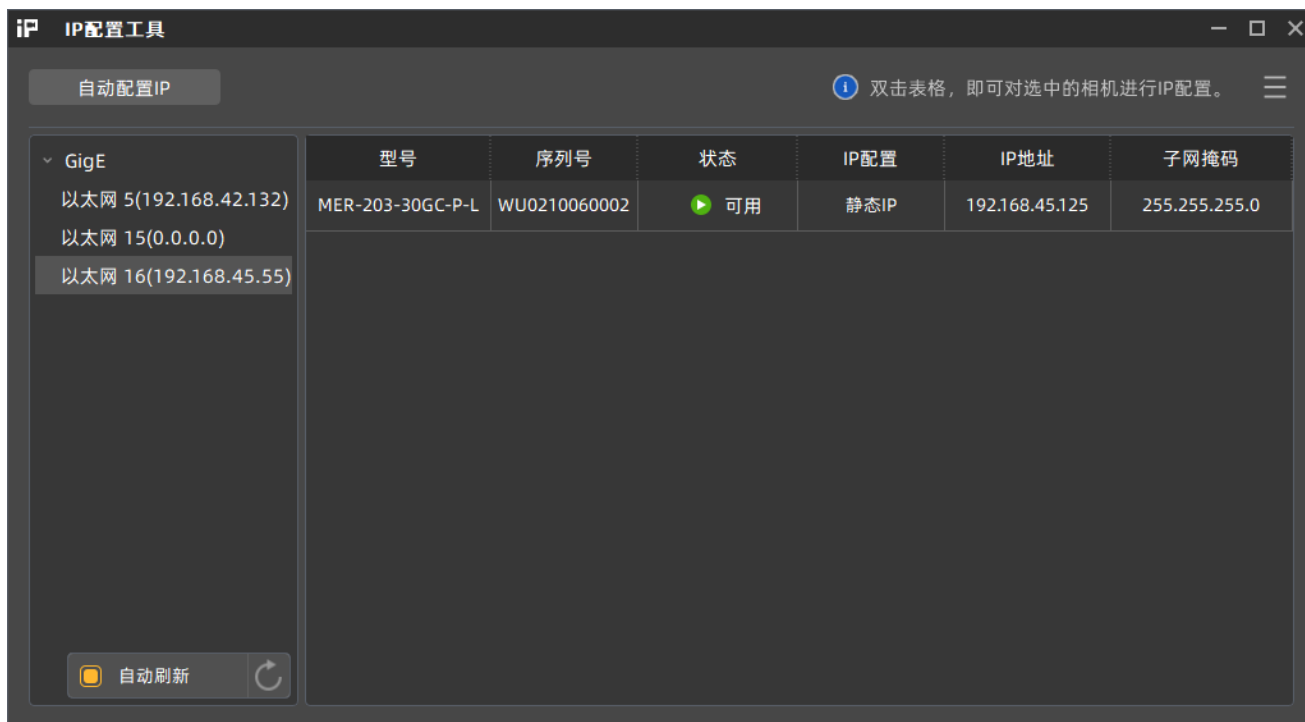 iP IP配置工具
自动配置IP
双击表格，即可对选中的相机进行IP配置。
GigE
以太网 5(192.168.42.132)
以太网 15(0.0.0.0)
以太网 16(192.168.45.55)
型号 序列号 状态 IP配置 IP地址 子网掩码
MER-203-30GC-P-L WU0210060002 可用 静态IP 192.168.45.125 255.255.255.0
自动刷新